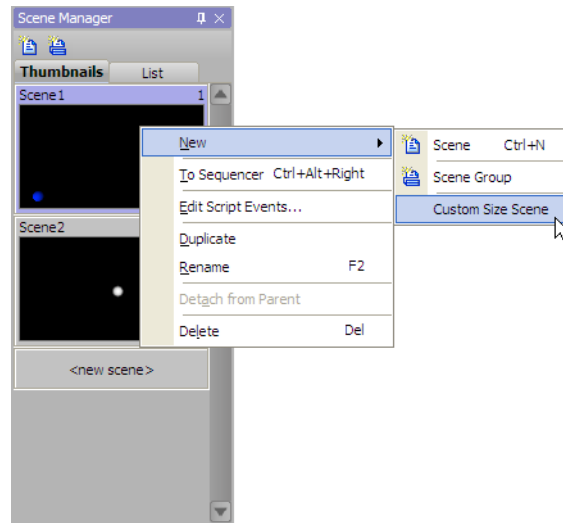 Scene Manager
Thumbnails List
Scene1 1
New
To Sequencer Ctrl+Alt+Right
Edit Script Events...
Duplicate
Rename F2
Detach from Parent
Delete Del
Scene Ctrl+N
Scene Group
Custom Size Scene
Scene2
<new scene>